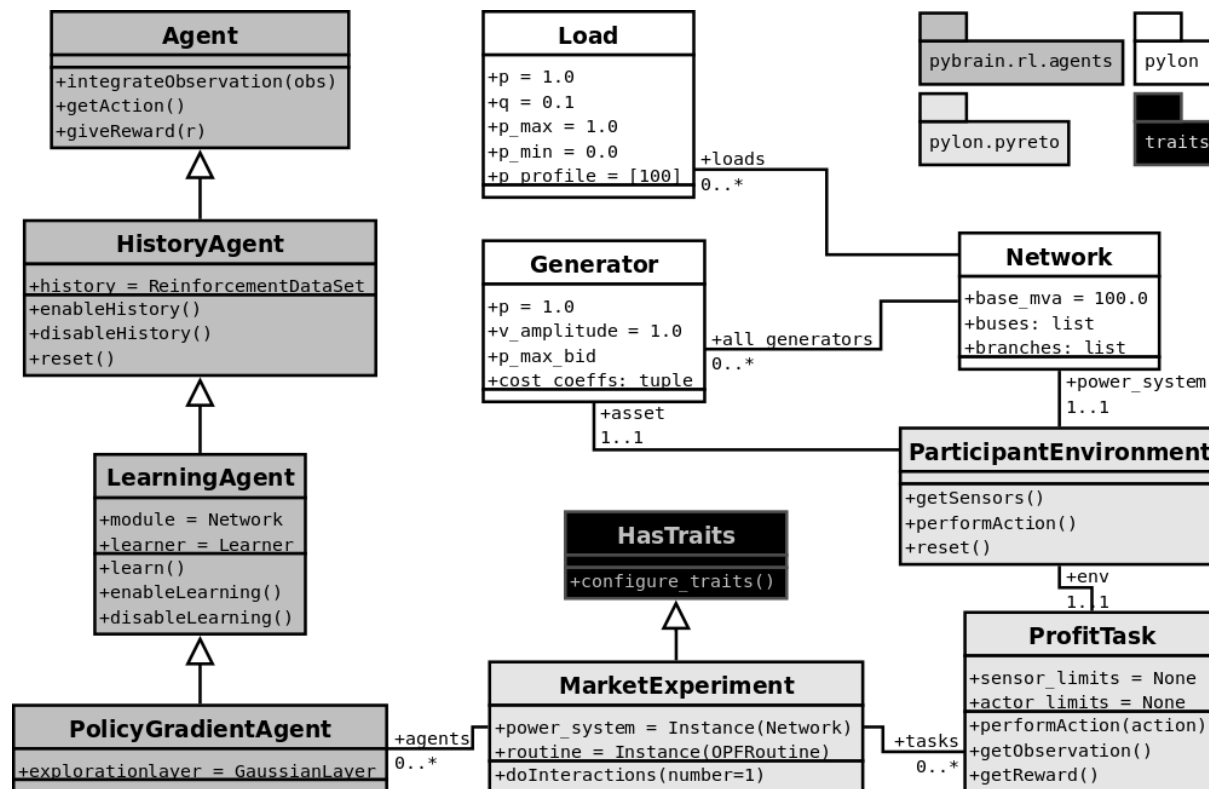 Agent
+integrateObservation(obs)
+getAction()
+giveReward(r)
HistoryAgent
+history = ReinforcementDataSet
+enableHistory()
+disableHistory()
+reset()
LearningAgent
+module = Network
+learner = Learner
+learn()
+enableLearning()
+disableLearning()
PolicyGradientAgent
+explorationlayer = GaussianLayer
Load
+p = 1.0
+q = 0.1
+p_max = 1.0
+p_min = 0.0
+p_profile = [100]
+loads
0..*
Generator
+p = 1.0
+v_amplitude = 1.0
+p_max_bid
+cost_coeffs: tuple
+all_generators
0..*
+asset
1..1
HasTraits
+configure_traits()
MarketExperiment
+power_system = Instance(Network)
+routine = Instance(OPFRoutine)
+doInteractions(number=1)
+agents
0..*
+tasks
0..*
pybrain.rl.agents
pylon
pylon.pyreto
traits
Network
+base_mva = 100.0
+buses: list
+branches: list
+power_system
1..1
ParticipantEnvironment
+getSensors()
+performAction()
+reset()
+env
1..1
ProfitTask
+sensor_limits = None
+actor_limits = None
+performAction(action)
+getObservation()
+getReward()